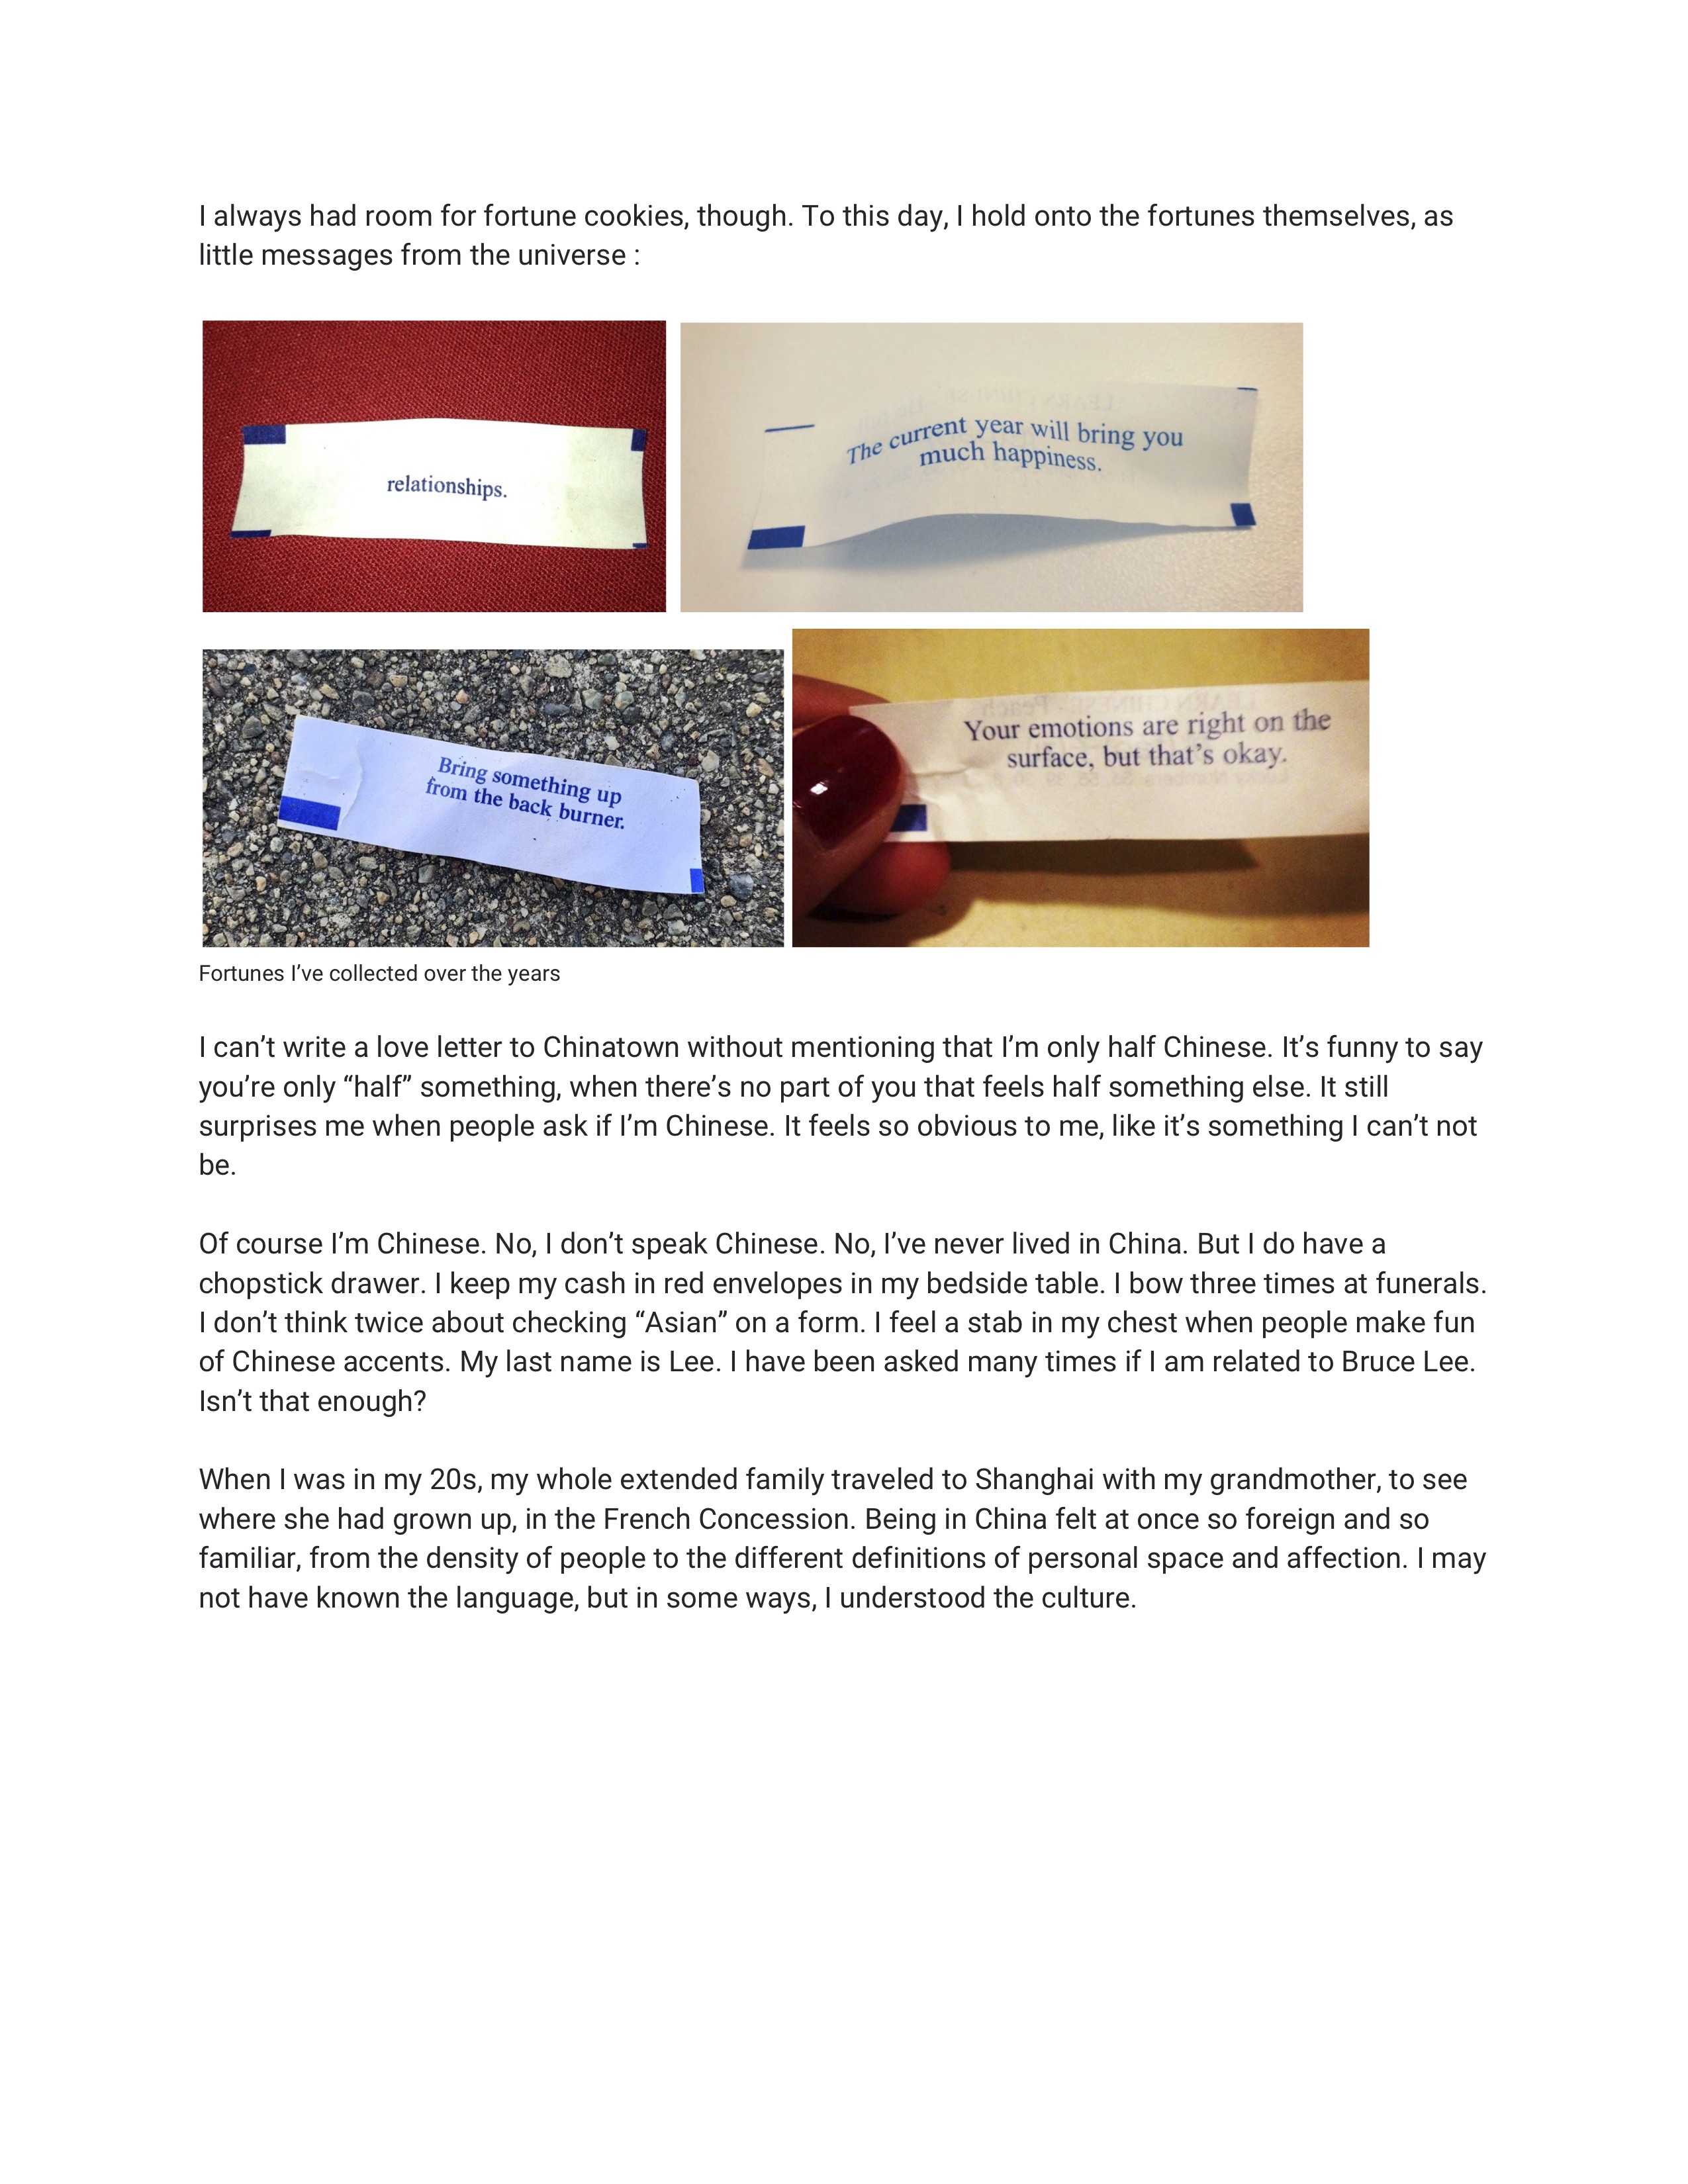 I always had room for fortune cookies, though. To this day, I hold onto the fortunes themselves, as
little messages from the universe :
relationships.
The current year will bring you
much happiness.
Bring something up
from the back burner.
Your emotions are right on the
surface, but that’s okay.
Fortunes I’ve collected over the years
I can’t write a love letter to Chinatown without mentioning that I’m only half Chinese. It’s funny to say
you’re only “half” something, when there’s no part of you that feels half something else. It still
surprises me when people ask if I’m Chinese. It feels so obvious to me, like it’s something I can’t not
be.
Of course I’m Chinese. No, I don’t speak Chinese. No, I’ve never lived in China. But I do have a
chopstick drawer. I keep my cash in red envelopes in my bedside table. I bow three times at funerals.
I don’t think twice about checking “Asian” on a form. I feel a stab in my chest when people make fun
of Chinese accents. My last name is Lee. I have been asked many times if I am related to Bruce Lee.
Isn’t that enough?
When I was in my 20s, my whole extended family traveled to Shanghai with my grandmother, to see
where she had grown up, in the French Concession. Being in China felt at once so foreign and so
familiar, from the density of people to the different definitions of personal space and affection. I may
not have known the language, but in some ways, I understood the culture.